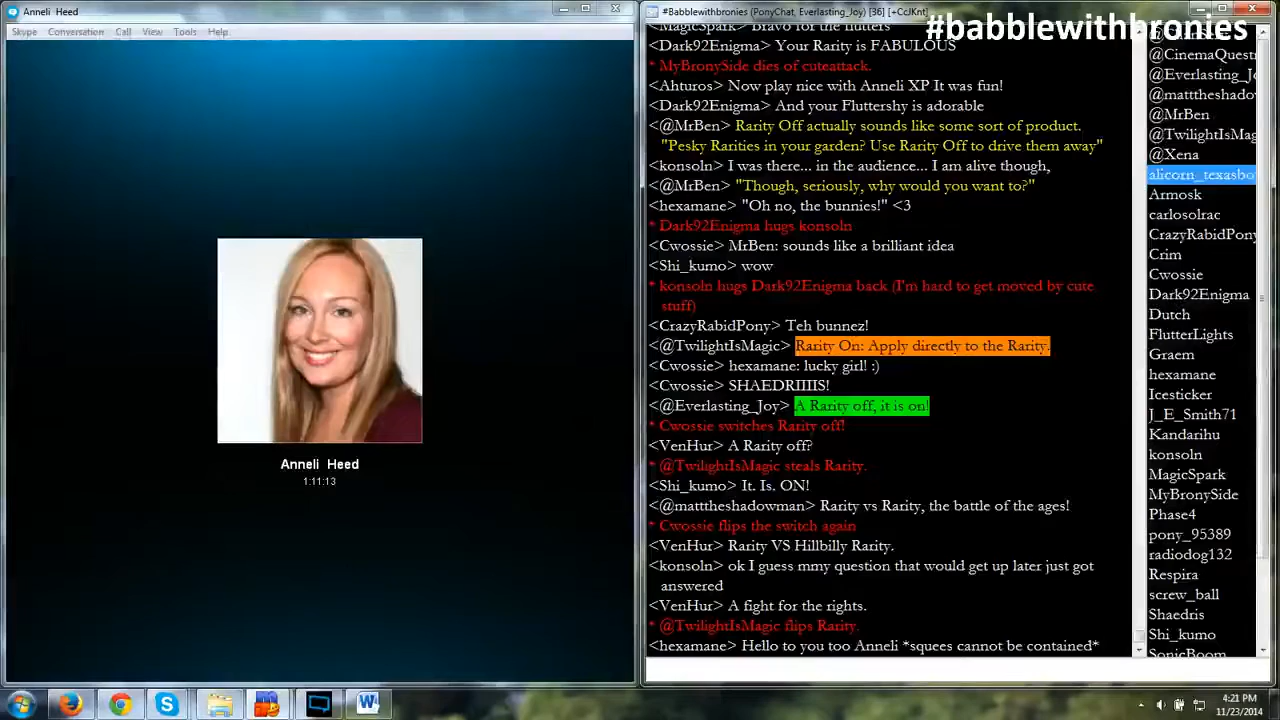 Anneli Heed
Skype Conversation Call View Tools Help
Anneli Heed
1:11:13
#Babblewithbronies (PonyChat, Everlasting_Joy) [36] [+CcJKnt]
#babblewithbronies
<MagicSpark> Bravo for the flutters
<Dark92Enigma> Your Rarity is FABULOUS
* MyBronySide dies of cuteattack.
<Ahturos> Now play nice with Anneli XP It was fun!
<Dark92Enigma> And your Fluttershy is adorable
<@MrBen> Rarity Off actually sounds like some sort of product.
"Pesky Rarities in your garden? Use Rarity Off to drive them away"
<konsoln> I was there... in the audience... I am alive though,
<@MrBen> "Though, seriously, why would you want to?"
<hexamane> "Oh no, the bunnies!" <3
* Dark92Enigma hugs konsoln
<Cwossie> MrBen: sounds like a brilliant idea
<Shi_kumo> wow
* konsoln hugs Dark92Enigma back (I'm hard to get moved by cute
stuff)
<CrazyRabidPony> Teh bunnez!
<@TwilightIsMagic> Rarity On: Apply directly to the Rarity.
<Cwossie> hexamane: lucky girl! :)
<Cwossie> SHAEDRIIIIS!
<@Everlasting_Joy> A Rarity off, it is on!
* Cwossie switches Rarity off!
<VenHur> A Rarity off?
* @TwilightIsMagic steals Rarity.
<Shi_kumo> It. Is. ON!
<@matttheshadowman> Rarity vs Rarity, the battle of the ages!
* Cwossie flips the switch again
<VenHur> Rarity VS Hillbilly Rarity.
<konsoln> ok I guess mmy question that would get up later just got
answered
<VenHur> A fight for the rights.
* @TwilightIsMagic flips Rarity.
<hexamane> Hello to you too Anneli *squees cannot be contained*
@CinemaQuestr
@Everlasting_Jo
@matttheshadov
@MrBen
@TwilightIsMag
@Xena
alicorn_texasbo
Armosk
carlosolrac
CrazyRabidPony
Crim
Cwossie
Dark92Enigma
Dutch
FlutterLights
Graem
hexamane
Icesticker
J_E_Smith71
Kandarihu
konsoln
MagicSpark
MyBronySide
Phase4
pony_95389
radiodog132
Respira
screw_ball
Shaedris
Shi_kumo
SonicBoom
4:21 PM
11/23/2014